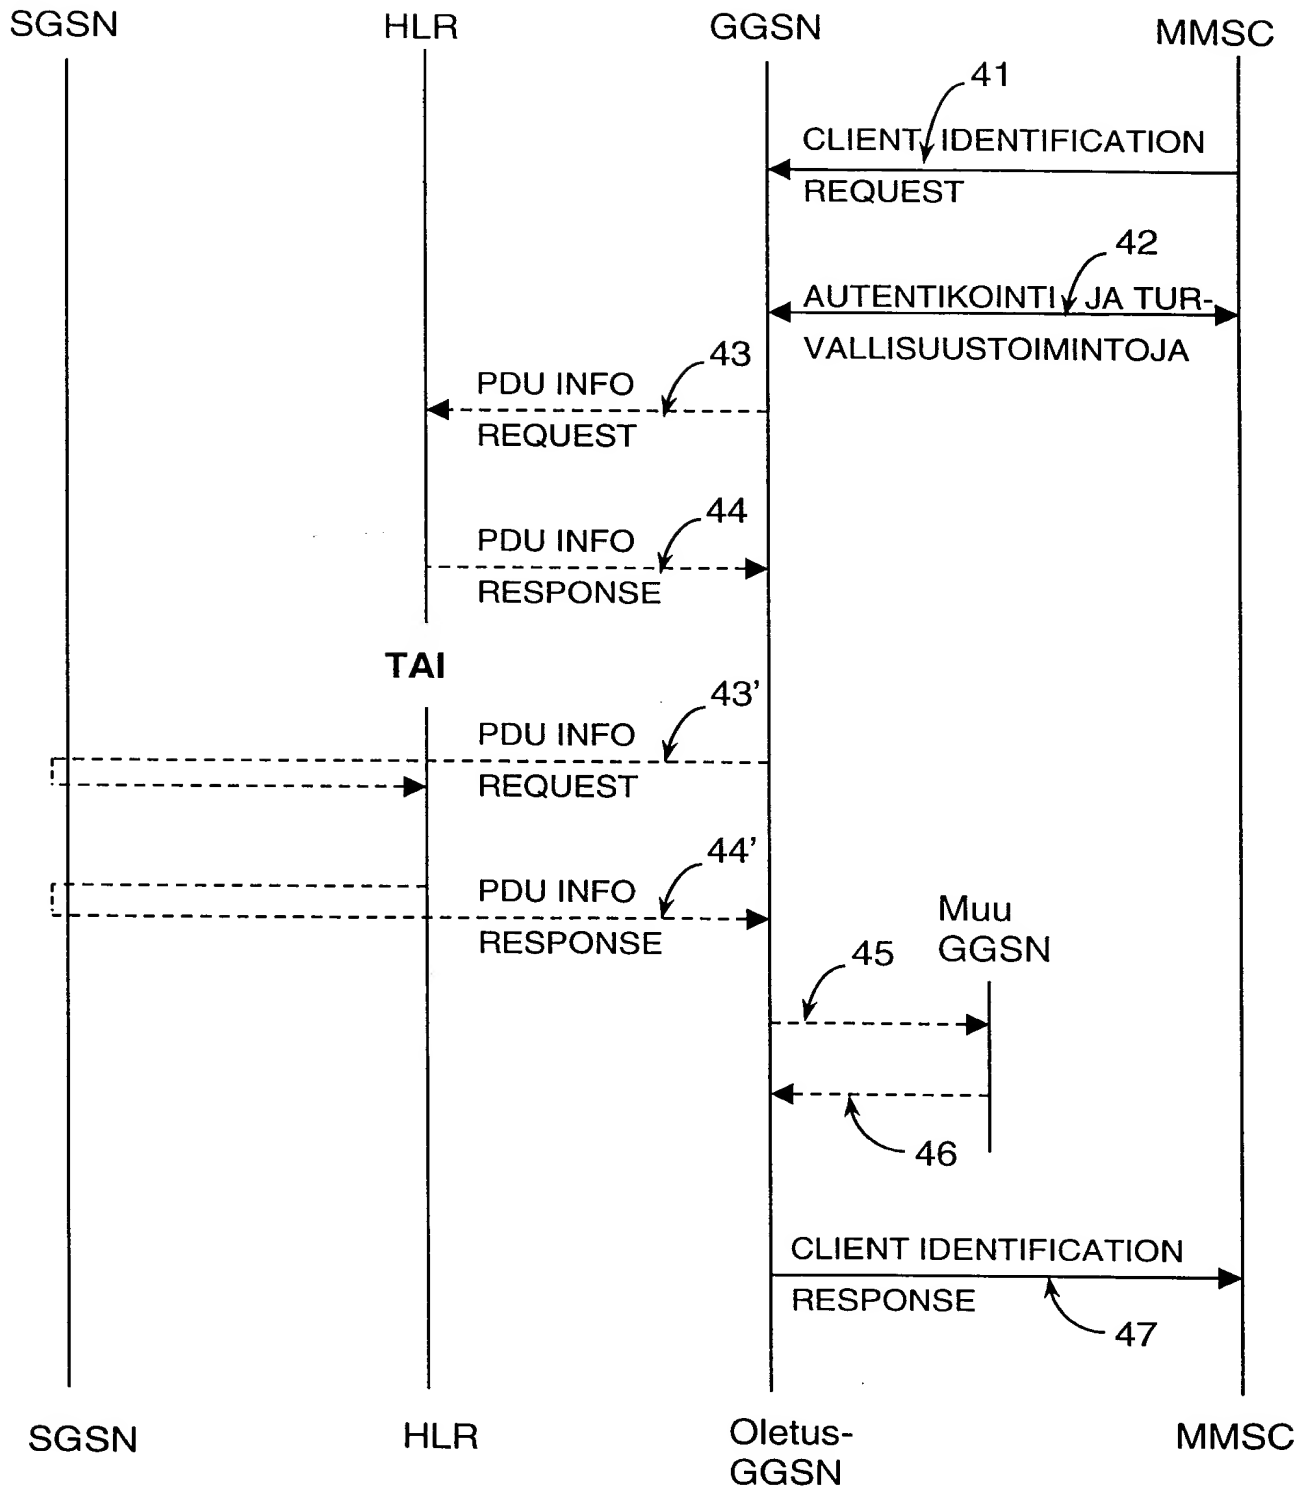 SGSN
HLR
GGSN
MMSC
41
CLIENT IDENTIFICATION
REQUEST
42
AUTENTIKOINTI JA TUR-
VALLISUUSTOIMINTOJA
43
PDU INFO
REQUEST
44
PDU INFO
RESPONSE
TAI
43'
PDU INFO
REQUEST
44'
PDU INFO
RESPONSE
Muu
GGSN
45
46
CLIENT IDENTIFICATION
RESPONSE
47
SGSN
HLR
Oletus-
GGSN
MMSC